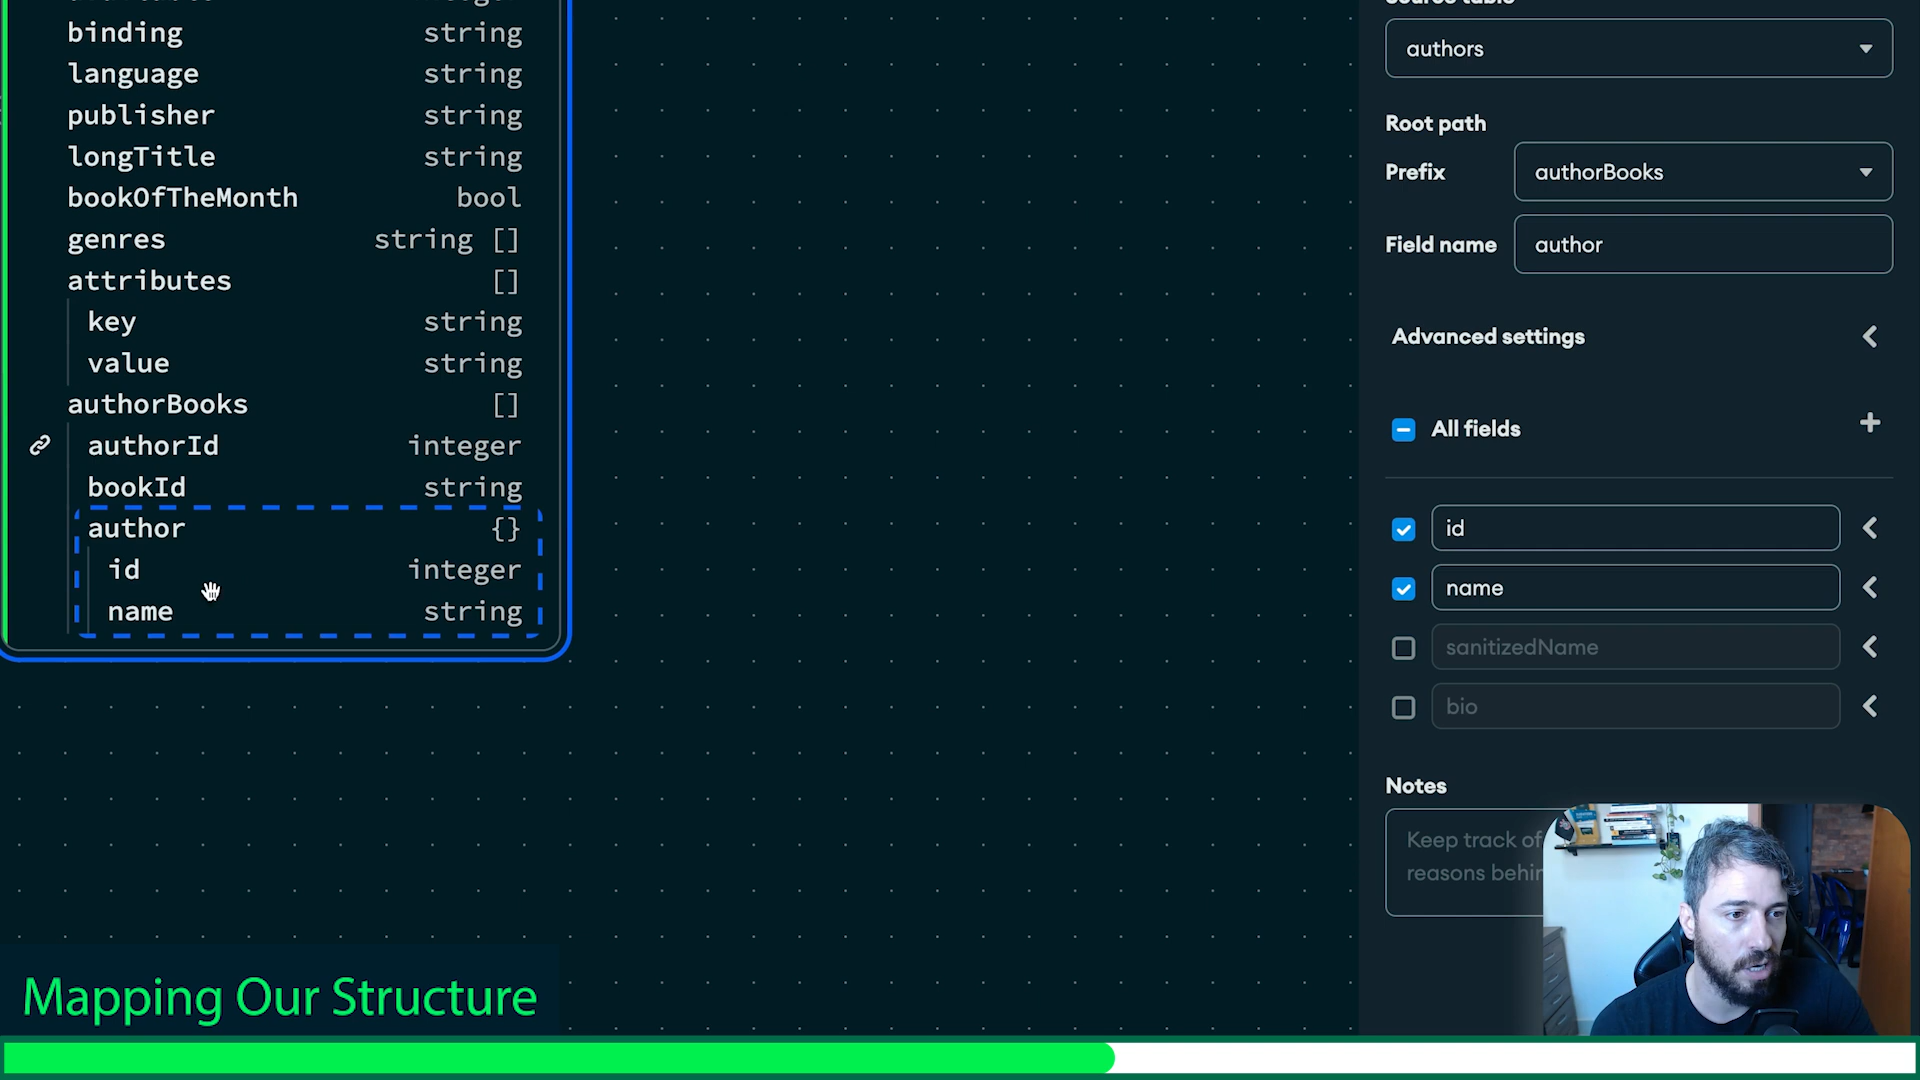 binding string
language string
publisher string
longTitle string
bookOfTheMonth bool
genres string []
attributes []
key string
value string
authorBooks []
authorId integer
bookId string
author {}
id integer
name string
authors
Root path
Prefix authorBooks
Field name author
Advanced settings
All fields
id
name
sanitizedName
bio
Notes
Keep track of
reasons behin
Mapping Our Structure